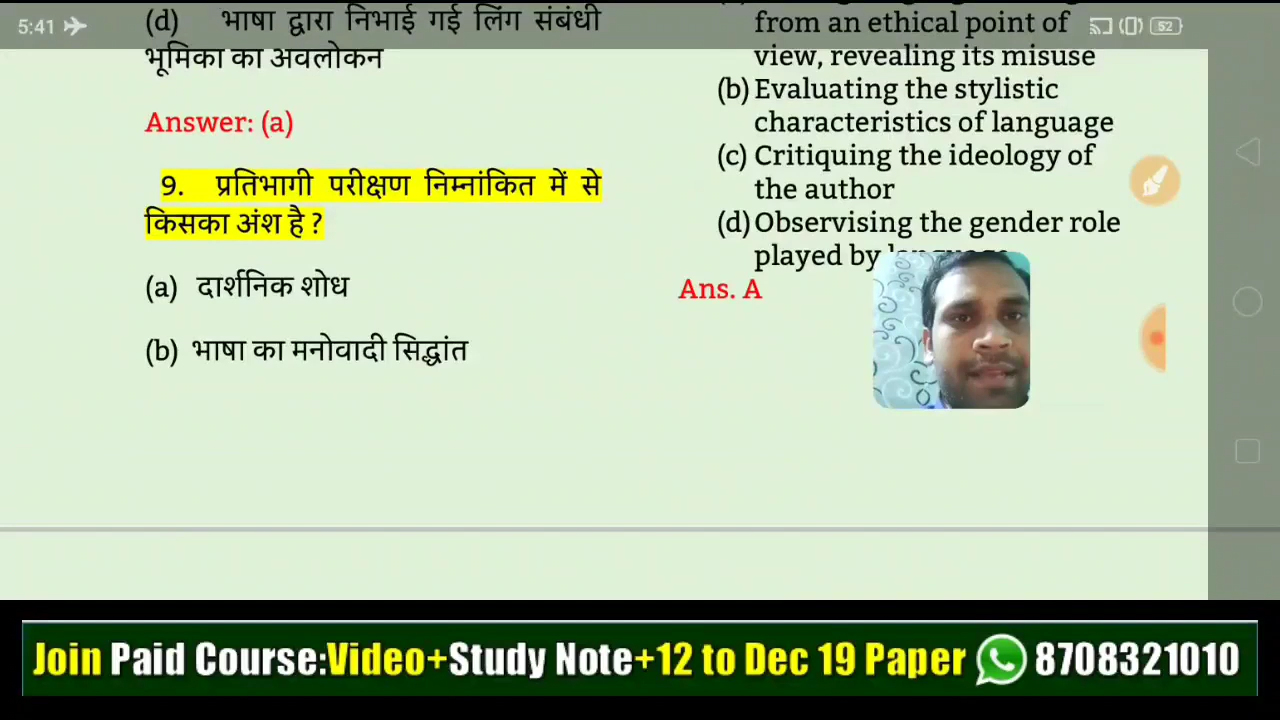 5:41
52
(d) भाषा द्वारा निभाई गई लिंग संबंधी
भूमिका का अवलोकन
Answer: (a)
9. प्रतिभागी परीक्षण निम्नांकित में से
किसका अंश है ?
(a) दार्शनिक शोध
(b) भाषा का मनोवादी सिद्धांत
from an ethical point of
view, revealing its misuse
(b) Evaluating the stylistic
characteristics of language
(c) Critiquing the ideology of
the author
(d) Observising the gender role
played by
Ans. A
Join Paid Course:Video+Study Note+12 to Dec 19 Paper 8708321010